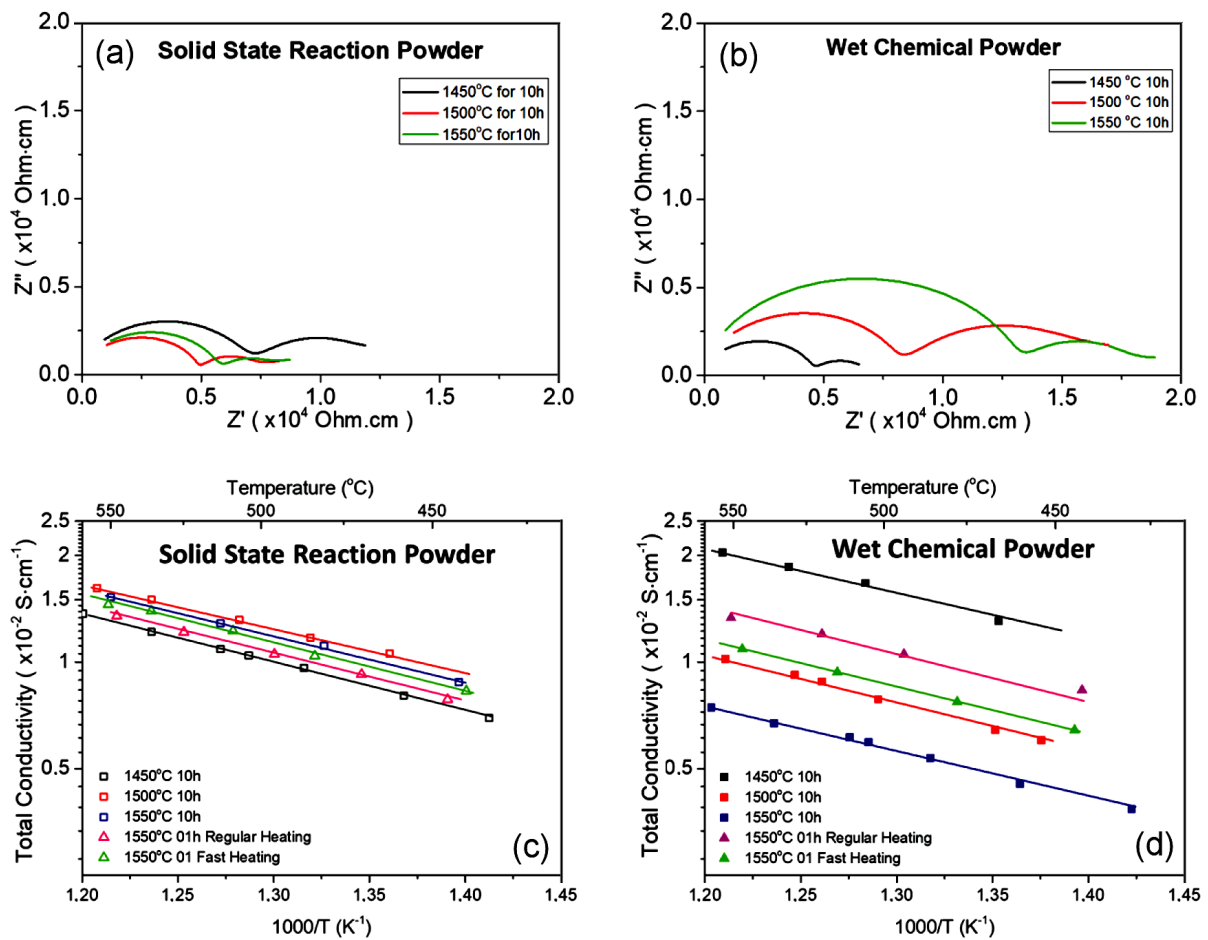 (a) Solid State Reaction Powder
1450°C for 10h
1500°C for 10h
1550°C for10h
2.0
1.5
1.0
0.5
0.0
Z'' ( x10⁴ Ohm·cm)
0.0 0.5 1.0 1.5 2.0
Z' ( x10⁴ Ohm.cm )
(b) Wet Chemical Powder
1450 °C 10h
1500 °C 10h
1550 °C 10h
2.0
1.5
1.0
0.5
0.0
Z'' ( x10⁴ Ohm·cm)
0.0 0.5 1.0 1.5 2.0
Z' ( x10⁴ Ohm.cm )
Temperature (°C)
550 500 450
Solid State Reaction Powder
2.5
2
1.5
1
0.5
Total Conductivity ( x10⁻² S·cm⁻¹)
1450°C 10h
1500°C 10h
1550°C 10h
1550°C 01h Regular Heating
1550°C 01 Fast Heating
(c)
1.20 1.25 1.30 1.35 1.40 1.45
1000/T (K⁻¹)
Temperature (°C)
550 500 450
Wet Chemical Powder
2.5
2
1.5
1
0.5
Total Conductivity ( x10⁻² S·cm⁻¹)
1450°C 10h
1500°C 10h
1550°C 10h
1550°C 01h Regular Heating
1550°C 01 Fast Heating
(d)
1.20 1.25 1.30 1.35 1.40 1.45
1000/T (K⁻¹)